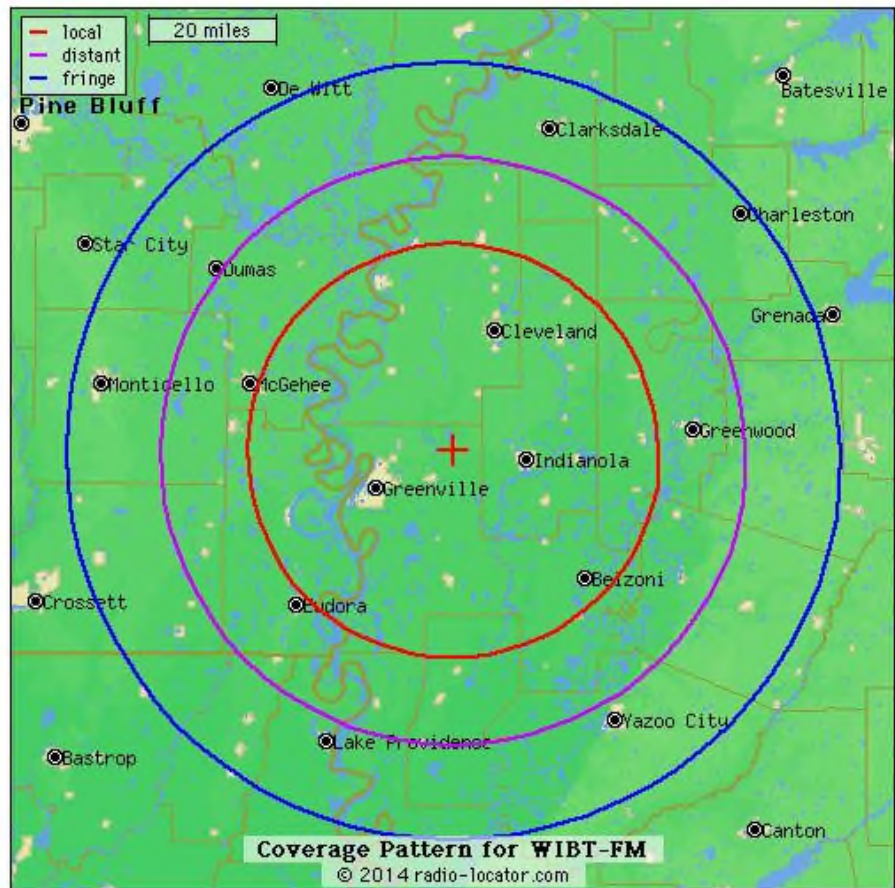 local
distant
fringe
20 miles
De Witt
Batesville
Pine Bluff
Clarksdale
Charleston
Star City
Dumas
Grenada
Cleveland
Monticello
McGehee
Greenwood
Indianola
Greenville
Belzoni
Crossett
Eudora
Yazoo City
Lake Providence
Bastrop
Canton
Coverage Pattern for WIBT-FM
© 2014 radio-locator.com